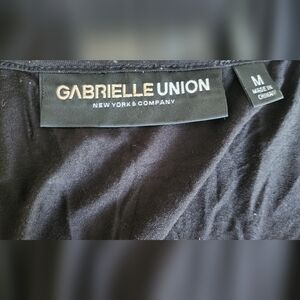 GABRIELLE UNION
NEW YORK & COMPANY
M
MADE IN
CHINA